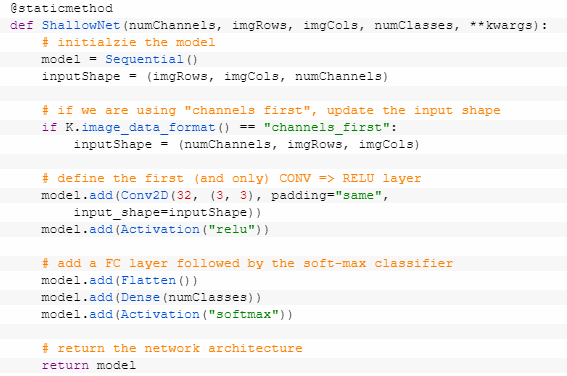 @staticmethod
def ShallowNet(numChannels, imgRows, imgCols, numClasses, **kwargs):
    # initialzie the model
    model = Sequential()
    inputShape = (imgRows, imgCols, numChannels)

    # if we are using "channels first", update the input shape
    if K.image_data_format() == "channels_first":
        inputShape = (numChannels, imgRows, imgCols)

    # define the first (and only) CONV => RELU layer
    model.add(Conv2D(32, (3, 3), padding="same",
        input_shape=inputShape))
    model.add(Activation("relu"))

    # add a FC layer followed by the soft-max classifier
    model.add(Flatten())
    model.add(Dense(numClasses))
    model.add(Activation("softmax"))

    # return the network architecture
    return model